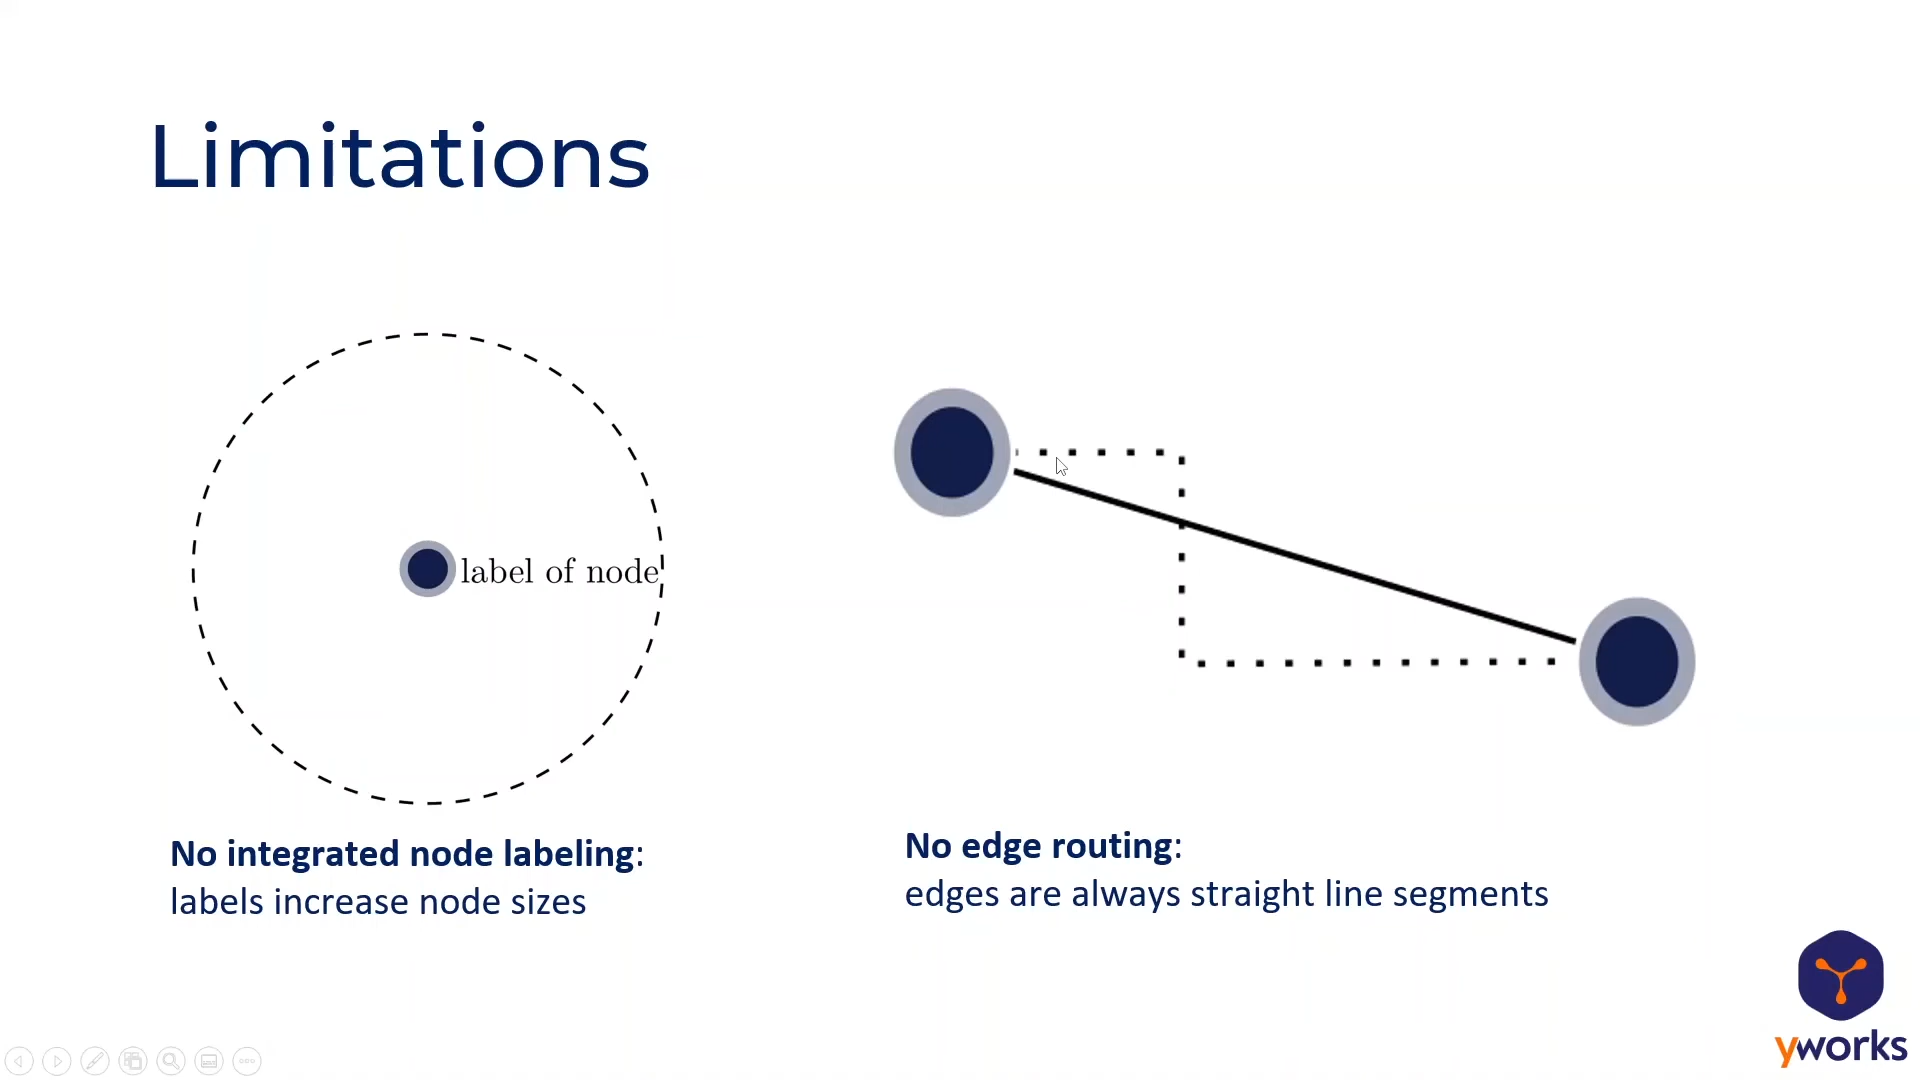 Limitations
label of node
No integrated node labeling:
labels increase node sizes
No edge routing:
edges are always straight line segments
yworks